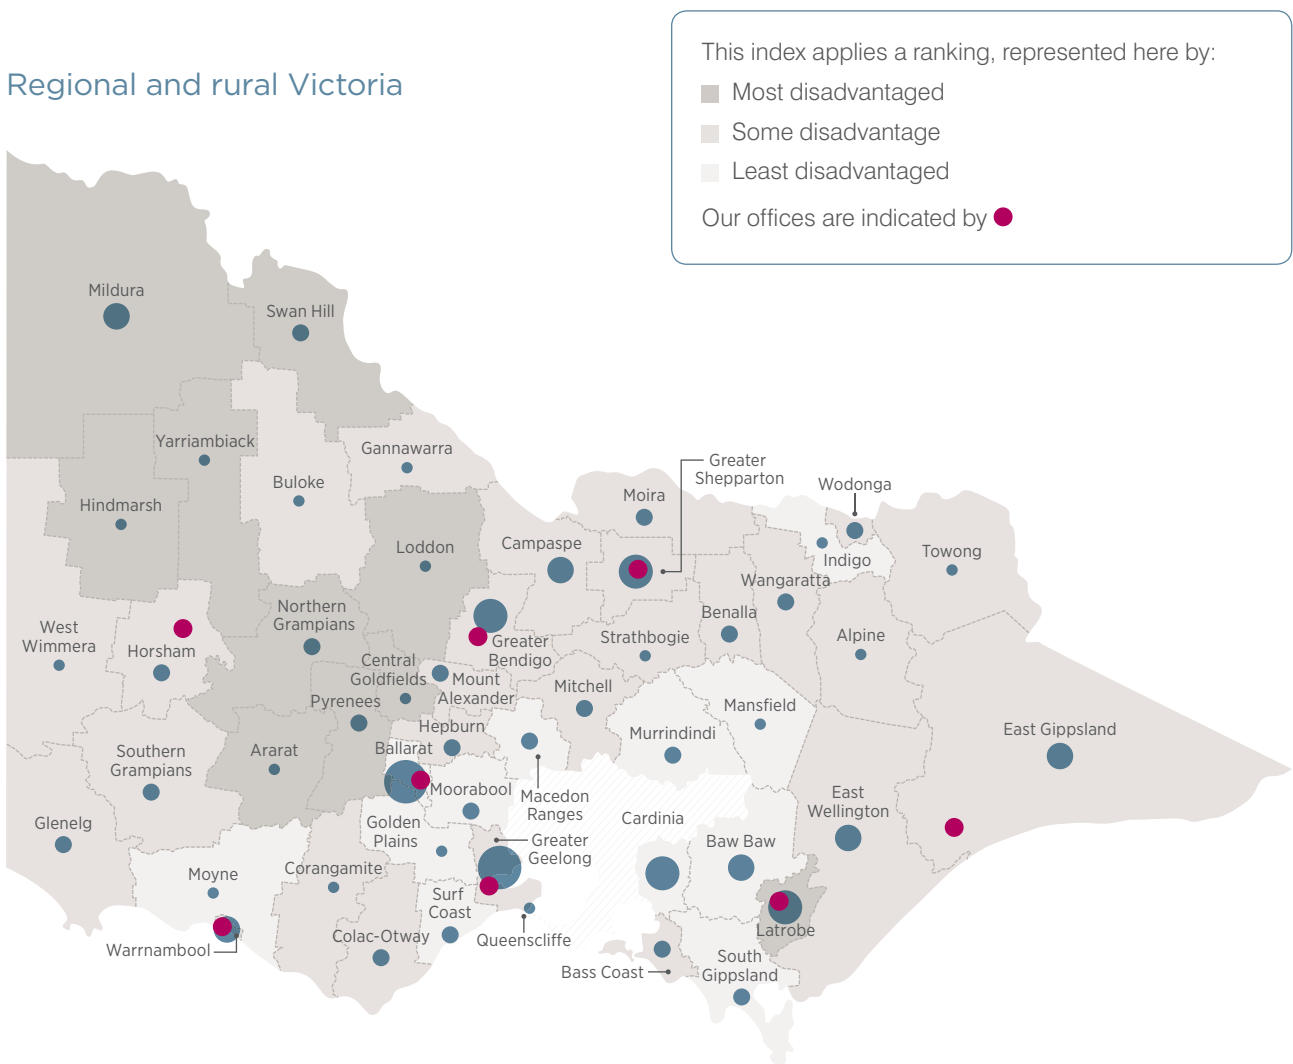 This index applies a ranking, represented here by:
Most disadvantaged
Some disadvantage
Least disadvantaged
Our offices are indicated by
Regional and rural Victoria
Mildura
Swan Hill
Yarriambiack
Gannawarra
Buloke
Hindmarsh
Greater
Shepparton
Moira
Wodonga
Loddon
Campaspe
Indigo
Towong
Wangaratta
Northern
Grampians
Benalla
West
Wimmera
Horsham
Greater
Bendigo
Strathbogie
Alpine
Central
Goldfields
Mount
Alexander
Mitchell
Pyrenees
Mansfield
Hepburn
Murrindindi
East Gippsland
Southern
Grampians
Ararat
Ballarat
Moorabool
Macedon
Ranges
East
Wellington
Cardinia
Glenelg
Golden
Plains
Greater
Geelong
Baw Baw
Moyne
Corangamite
Surf
Coast
Latrobe
Warrnambool
Colac-Otway
Queenscliffe
Bass Coast
South
Gippsland